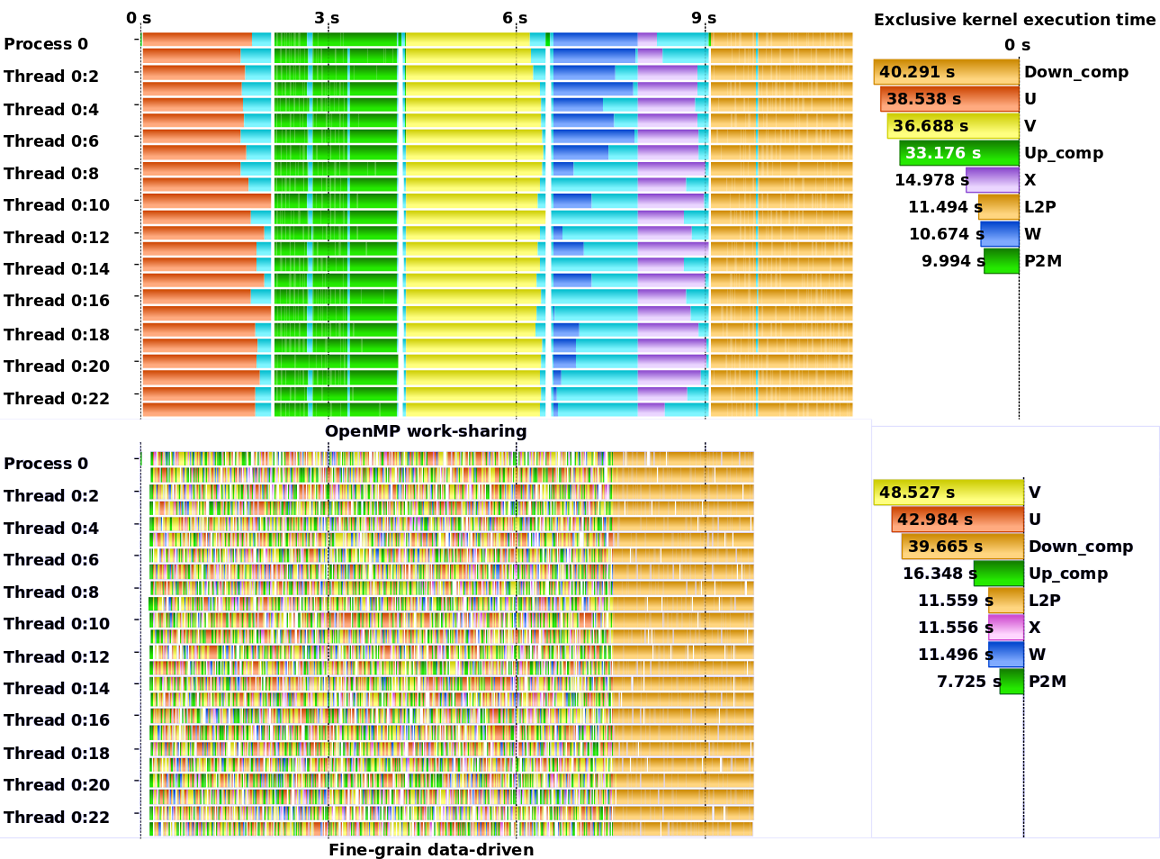 0 s 3 s 6 s 9 s
Exclusive kernel execution time
0 s
Process 0
Thread 0:2
Thread 0:4
Thread 0:6
Thread 0:8
Thread 0:10
Thread 0:12
Thread 0:14
Thread 0:16
Thread 0:18
Thread 0:20
Thread 0:22
40.291 s Down_comp
38.538 s U
36.688 s V
33.176 s Up_comp
14.978 s X
11.494 s L2P
10.674 s W
9.994 s P2M
OpenMP work-sharing
Process 0
Thread 0:2
Thread 0:4
Thread 0:6
Thread 0:8
Thread 0:10
Thread 0:12
Thread 0:14
Thread 0:16
Thread 0:18
Thread 0:20
Thread 0:22
48.527 s V
42.984 s U
39.665 s Down_comp
16.348 s Up_comp
11.559 s L2P
11.556 s X
11.496 s W
7.725 s P2M
Fine-grain data-driven